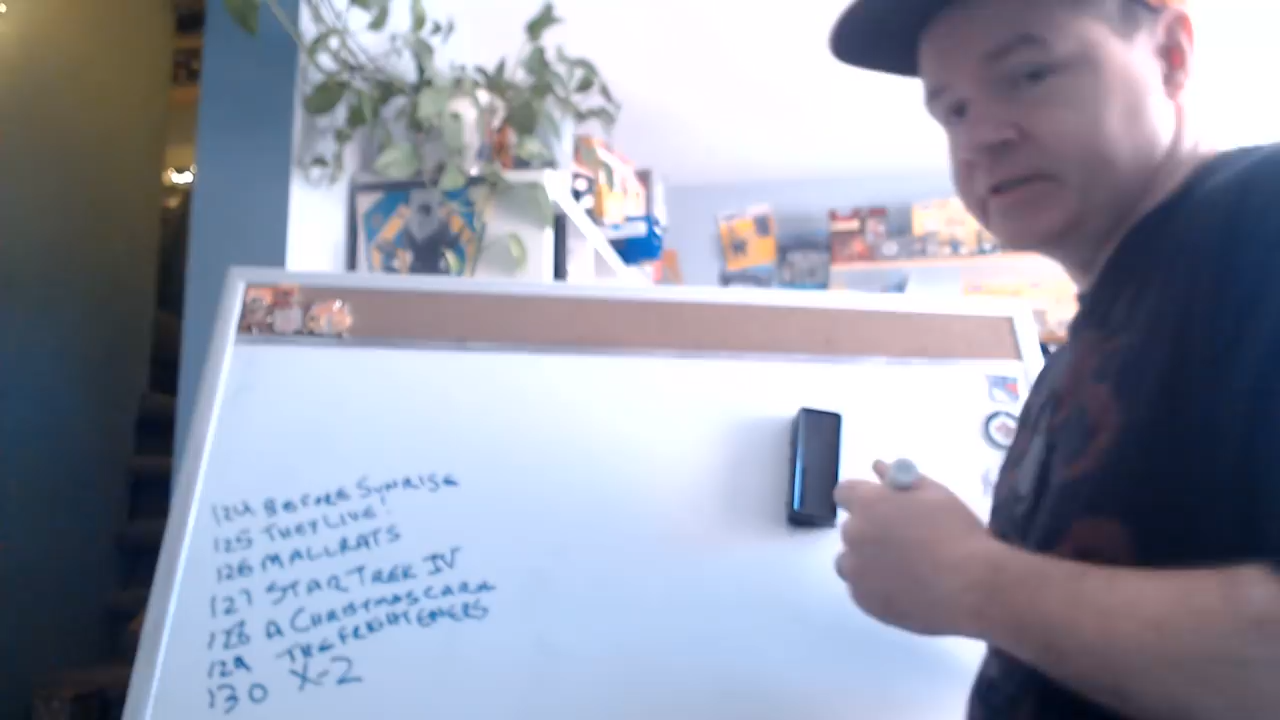 124 BEFORE SUNRISE
125 THEY LIVE!
126 MALLRATS
127 STAR TREK IV
128 A CHRISTMAS CAROL
129 THE FRIGHTENERS
130 X-2